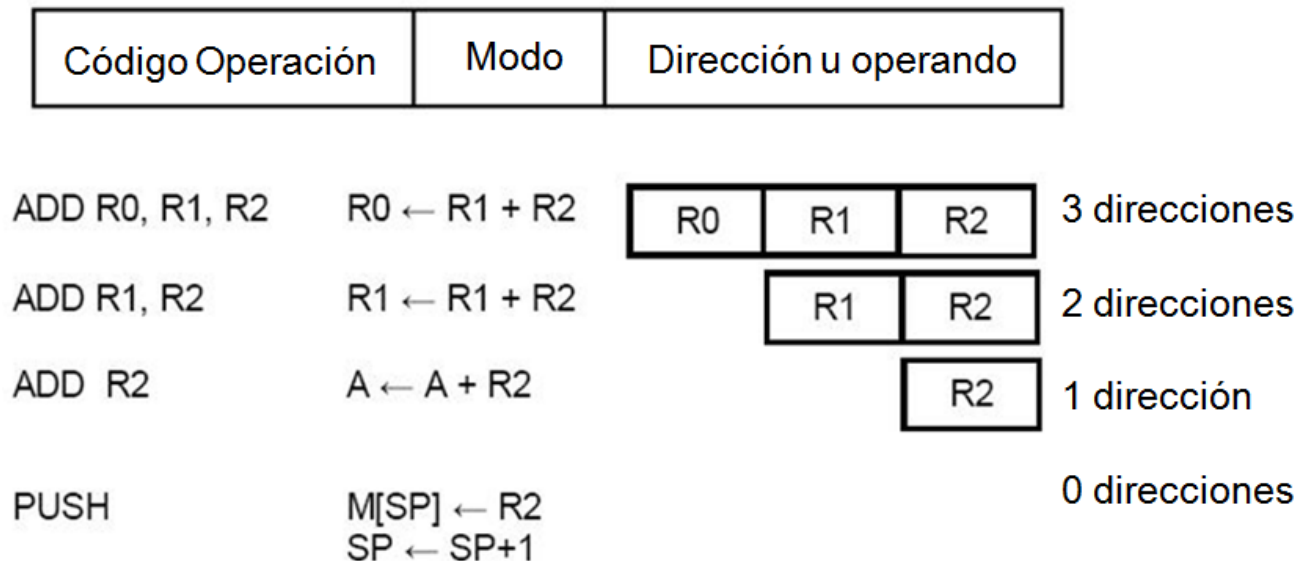 Código Operación Modo Dirección u operando
ADD R0, R1, R2 R0 ← R1 + R2 R0 R1 R2 3 direcciones
ADD R1, R2 R1 ← R1 + R2 R1 R2 2 direcciones
ADD R2 A ← A + R2 R2 1 dirección
0 direcciones
PUSH M[SP] ← R2
SP ← SP+1